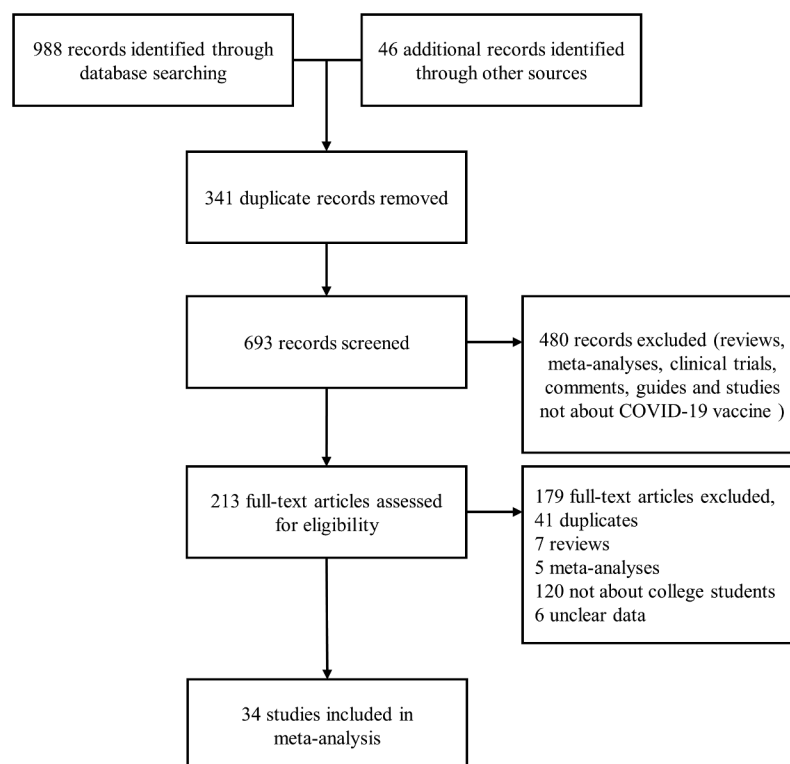 988 records identified through
database searching
46 additional records identified
through other sources
341 duplicate records removed
693 records screened
480 records excluded (reviews,
meta-analyses, clinical trials,
comments, guides and studies
not about COVID-19 vaccine )
213 full-text articles assessed
for eligibility
179 full-text articles excluded,
41 duplicates
7 reviews
5 meta-analyses
120 not about college students
6 unclear data
34 studies included in
meta-analysis